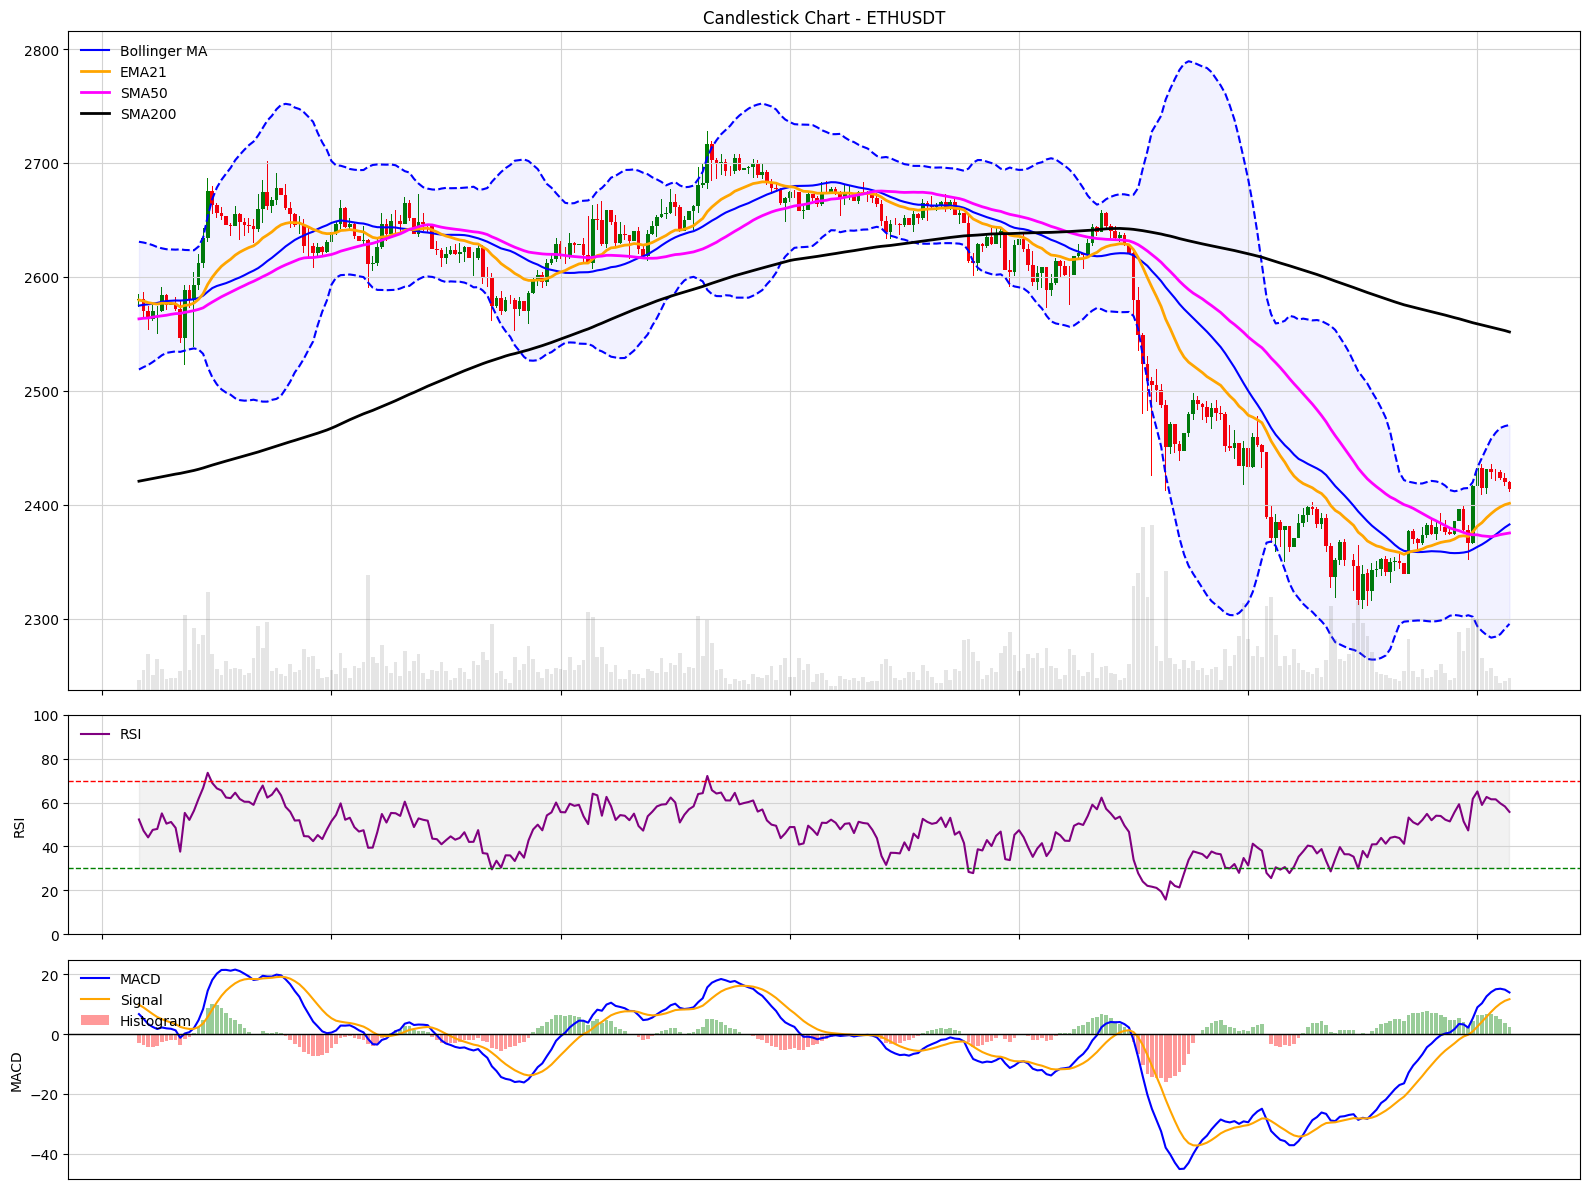 Candlestick Chart - ETHUSDT
2800
2700
2600
2500
2400
2300
Bollinger MA
EMA21
SMA50
SMA200
100
80
60
40
20
0
RSI
RSI
20
0
−20
−40
MACD
MACD
Signal
Histogram